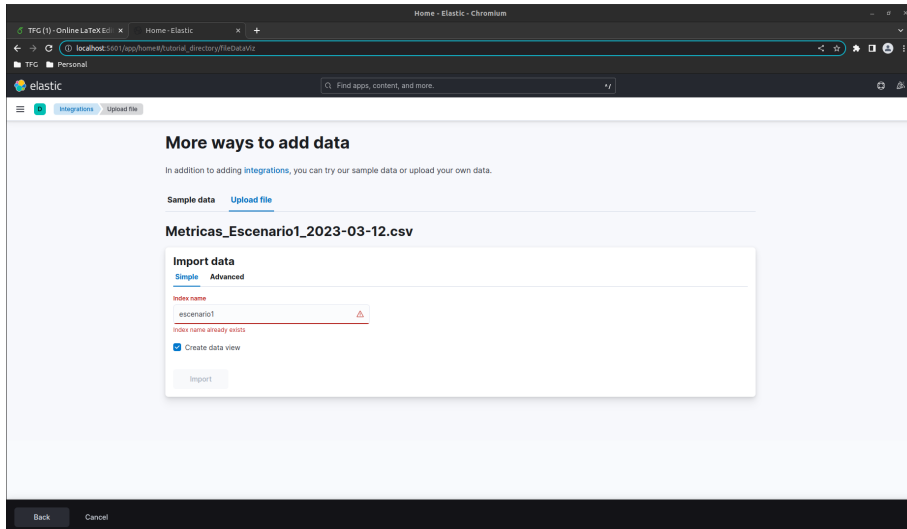 Home - Elastic - Chromium
TFG (1) - Online LaTeX Edi
Home - Elastic
localhost:5601/app/home#/tutorial_directory/fileDataViz
TFG
Personal
elastic
Find apps, content, and more.
^/
D
Integrations
Upload file
More ways to add data
In addition to adding integrations, you can try our sample data or upload your own data.
Sample data
Upload file
Metricas_Escenario1_2023-03-12.csv
Import data
Simple
Advanced
Index name
escenario1
Index name already exists
Create data view
Import
Back
Cancel